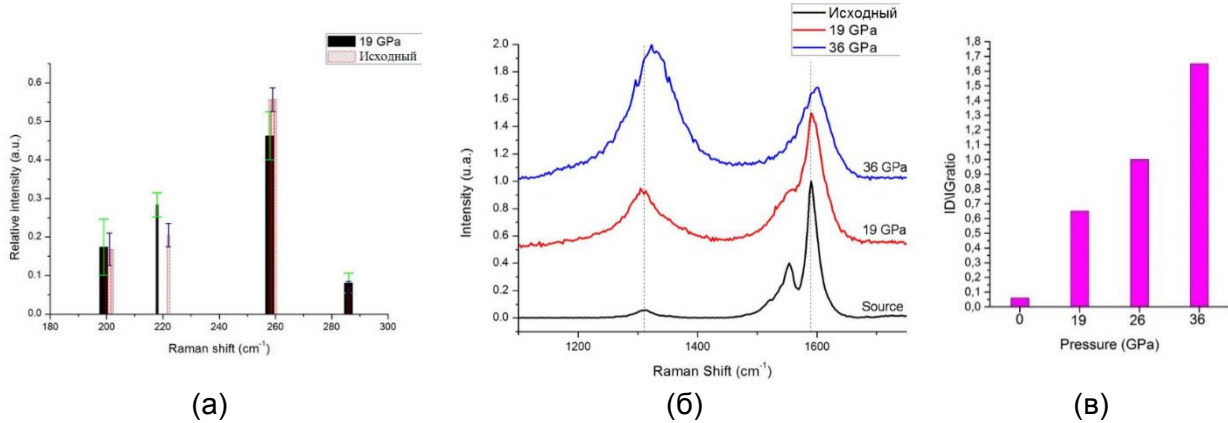 19 GPa
Исходный
Relative intensity (a.u.)
0.6
0.5
0.4
0.3
0.2
0.1
0.0
180 200 220 240 260 280 300
Raman shift (cm⁻¹)
(а)
Исходный
19 GPa
36 GPa
Intensity (u.a.)
2.0
1.8
1.6
1.4
1.2
1.0
0.8
0.6
0.4
0.2
0.0
36 GPa
19 GPa
Source
1200 1400 1600
Raman Shift (cm⁻¹)
(б)
ID\IGratio
1,8
1,7
1,6
1,5
1,4
1,3
1,2
1,1
1,0
0,9
0,8
0,7
0,6
0,5
0,4
0,3
0,2
0,1
0,0
0 19 26 36
Pressure (GPa)
(в)